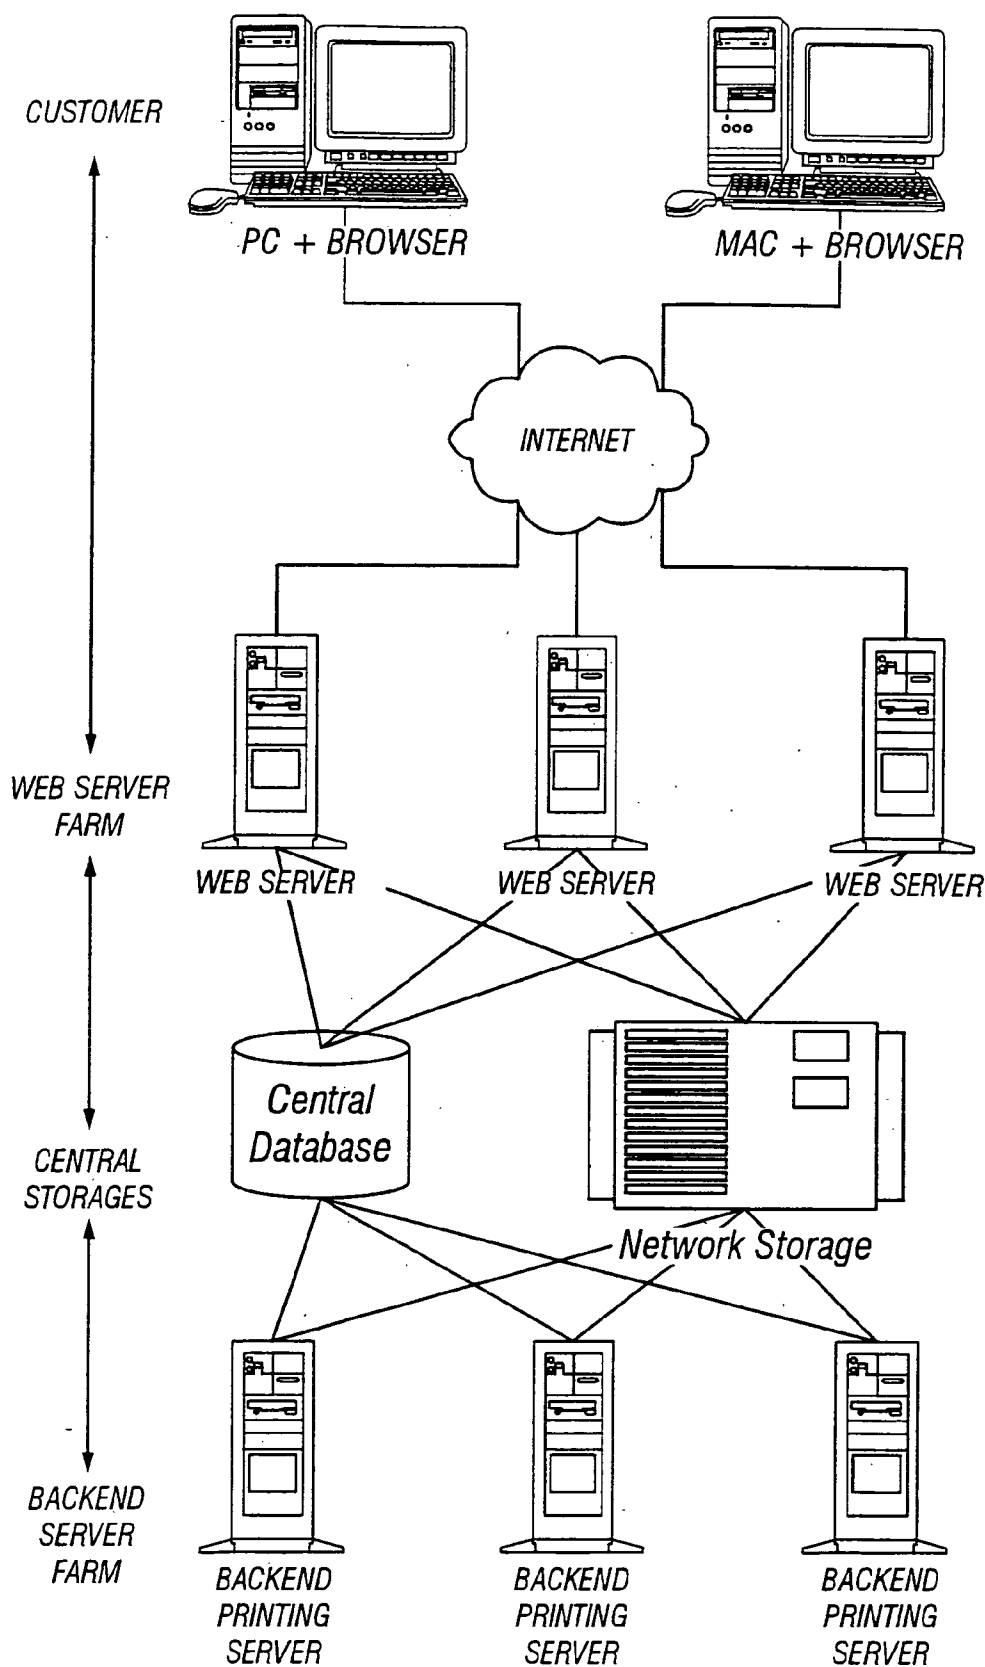 CUSTOMER
PC + BROWSER
MAC + BROWSER
INTERNET
WEB SERVER
FARM
WEB SERVER
WEB SERVER
WEB SERVER
Central
Database
CENTRAL
STORAGES
Network Storage
BACKEND
SERVER
FARM
BACKEND
PRINTING
SERVER
BACKEND
PRINTING
SERVER
BACKEND
PRINTING
SERVER